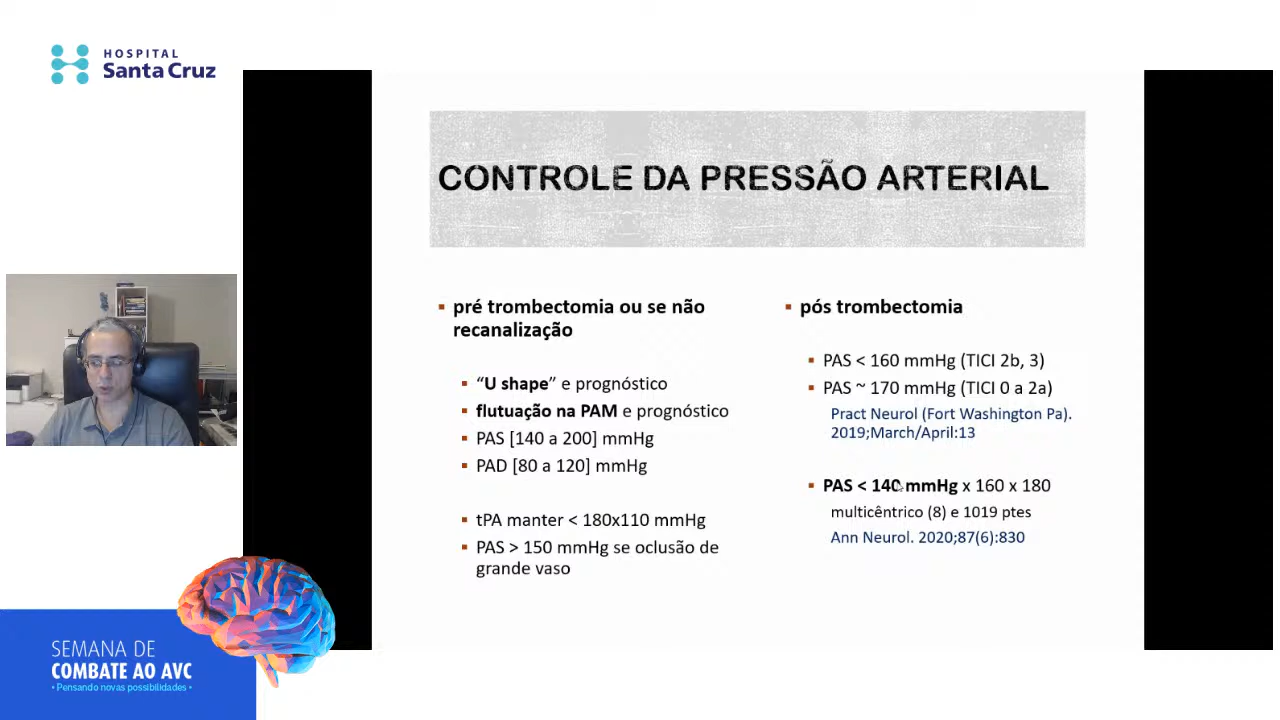 HOSPITAL
Santa Cruz
CONTROLE DA PRESSÃO ARTERIAL
▪ pré trombectomia ou se não
recanalização
▪ “U shape” e prognóstico
▪ flutuação na PAM e prognóstico
▪ PAS [140 a 200] mmHg
▪ PAD [80 a 120] mmHg
▪ tPA manter < 180x110 mmHg
▪ PAS > 150 mmHg se oclusão de
grande vaso
▪ pós trombectomia
▪ PAS < 160 mmHg (TICI 2b, 3)
▪ PAS ~ 170 mmHg (TICI 0 a 2a)
Pract Neurol (Fort Washington Pa).
2019;March/April:13
▪ PAS < 140 mmHg x 160 x 180
multicêntrico (8) e 1019 ptes
Ann Neurol. 2020;87(6):830
SEMANA DE
COMBATE AO AVC
• Pensando novas possibilidades •